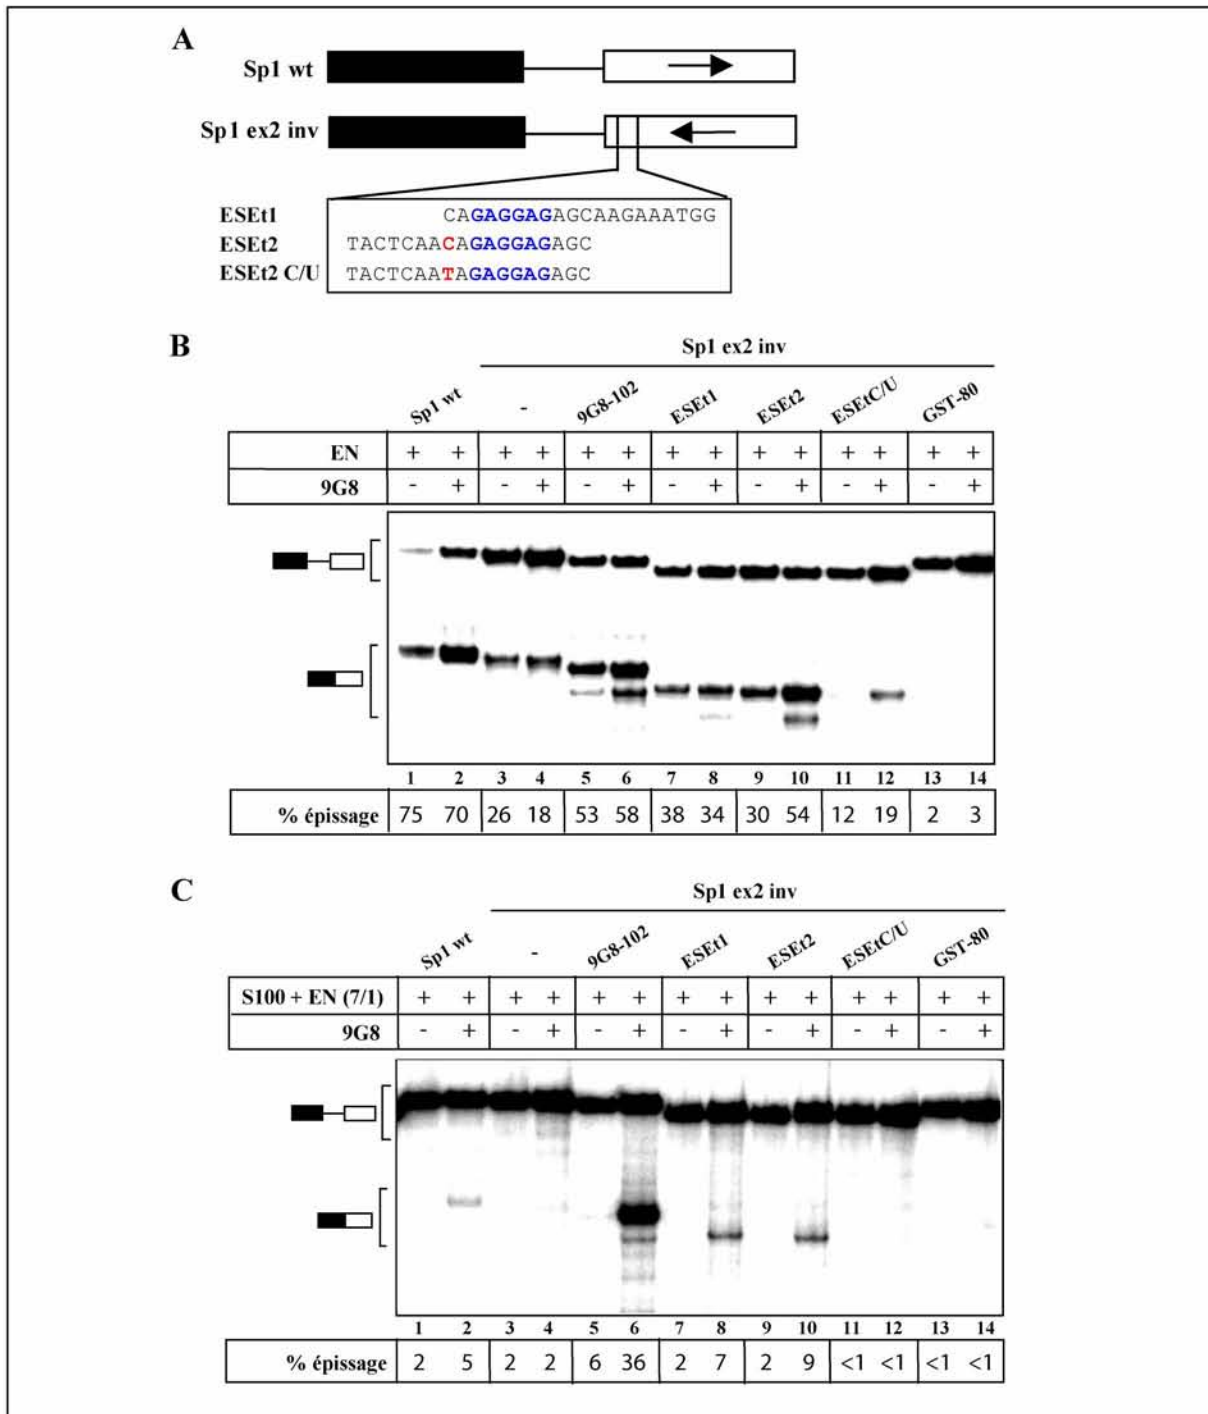 A
Sp1 wt
Sp1 ex2 inv
ESEt1 CAGAGGAGAGCAAGAAATGG
ESEt2 TACTCAACAGAGGAGAGC
ESEt2 C/U TACTCAATAGAGGAGAGC
B
Sp1 ex2 inv
Sp1 wt - 9G8-102 ESEt1 ESEt2 ESEtC/U GST-80
EN + + + + + + + + + + + + + +
9G8 - + - + - + - + - + - + - +
1 2 3 4 5 6 7 8 9 10 11 12 13 14
% épissage 75 70 26 18 53 58 38 34 30 54 12 19 2 3
C
Sp1 ex2 inv
Sp1 wt - 9G8-102 ESEt1 ESEt2 ESEtC/U GST-80
S100 + EN (7/1) + + + + + + + + + + + + + +
9G8 - + - + - + - + - + - + - +
1 2 3 4 5 6 7 8 9 10 11 12 13 14
% épissage 2 5 2 2 6 36 2 7 2 9 <1 <1 <1 <1